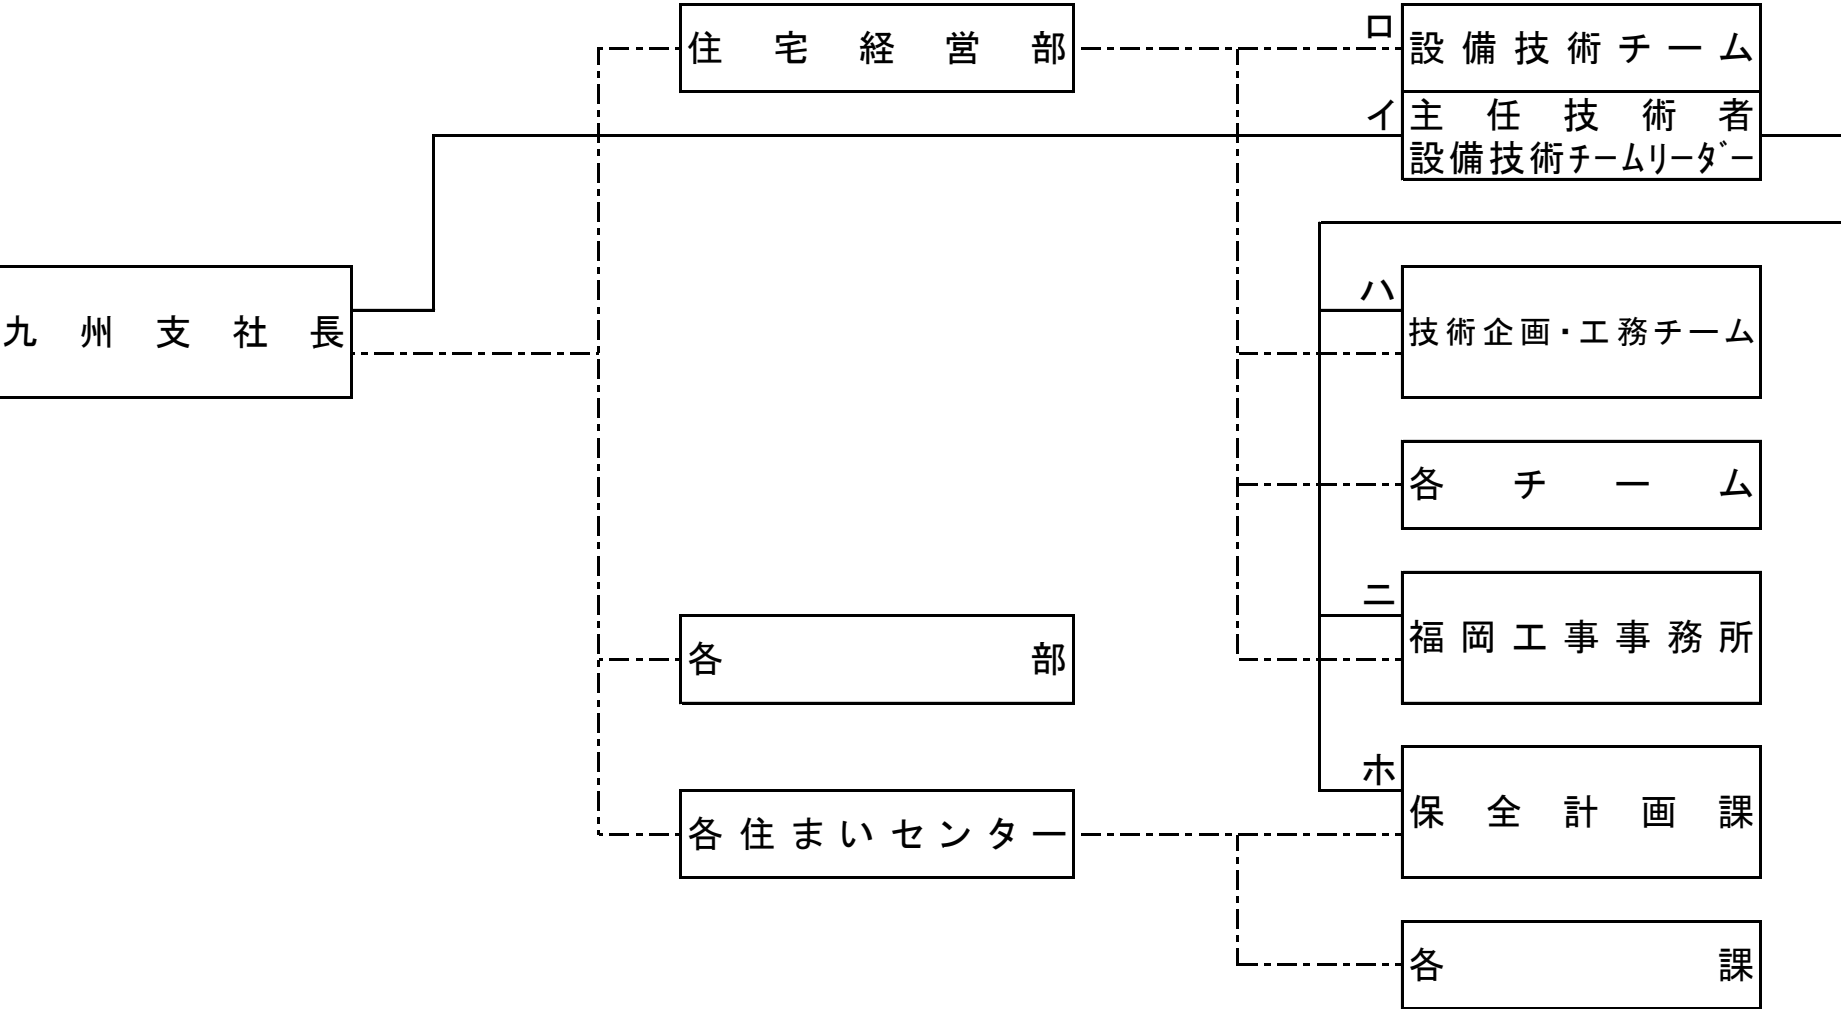 住宅経営部
ロ
設備技術チーム
イ
主任技術者
設備技術ﾁｰﾑﾘｰﾀﾞｰ
九州支社長
ハ
技術企画・工務チーム
各チーム
ニ
福岡工事事務所
各部
ホ
保全計画課
各住まいセンター
各課